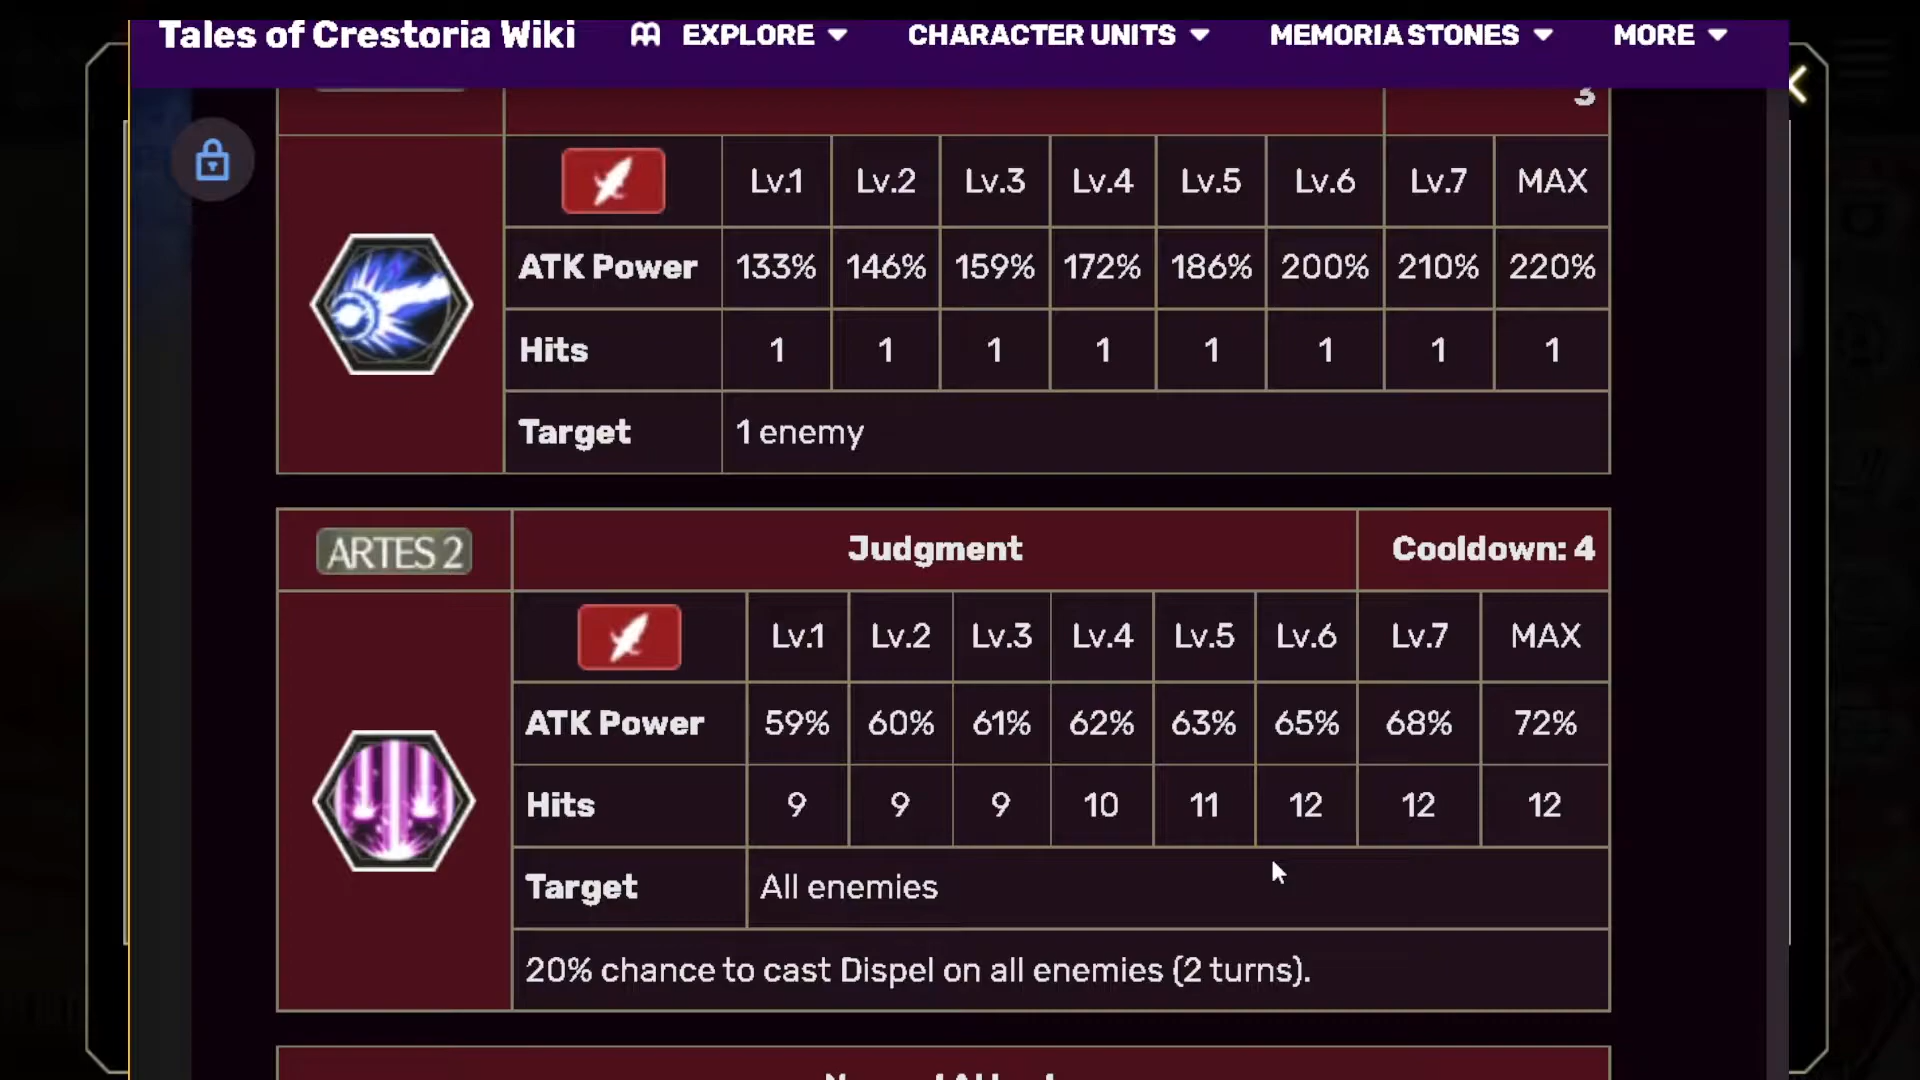 Tales of Crestoria Wiki EXPLORE CHARACTER UNITS MEMORIA STONES MORE
3
Lv.1 Lv.2 Lv.3 Lv.4 Lv.5 Lv.6 Lv.7 MAX
ATK Power 133% 146% 159% 172% 186% 200% 210% 220%
Hits 1 1 1 1 1 1 1 1
Target 1 enemy
ARTES 2 Judgment Cooldown: 4
Lv.1 Lv.2 Lv.3 Lv.4 Lv.5 Lv.6 Lv.7 MAX
ATK Power 59% 60% 61% 62% 63% 65% 68% 72%
Hits 9 9 9 10 11 12 12 12
Target All enemies
20% chance to cast Dispel on all enemies (2 turns).